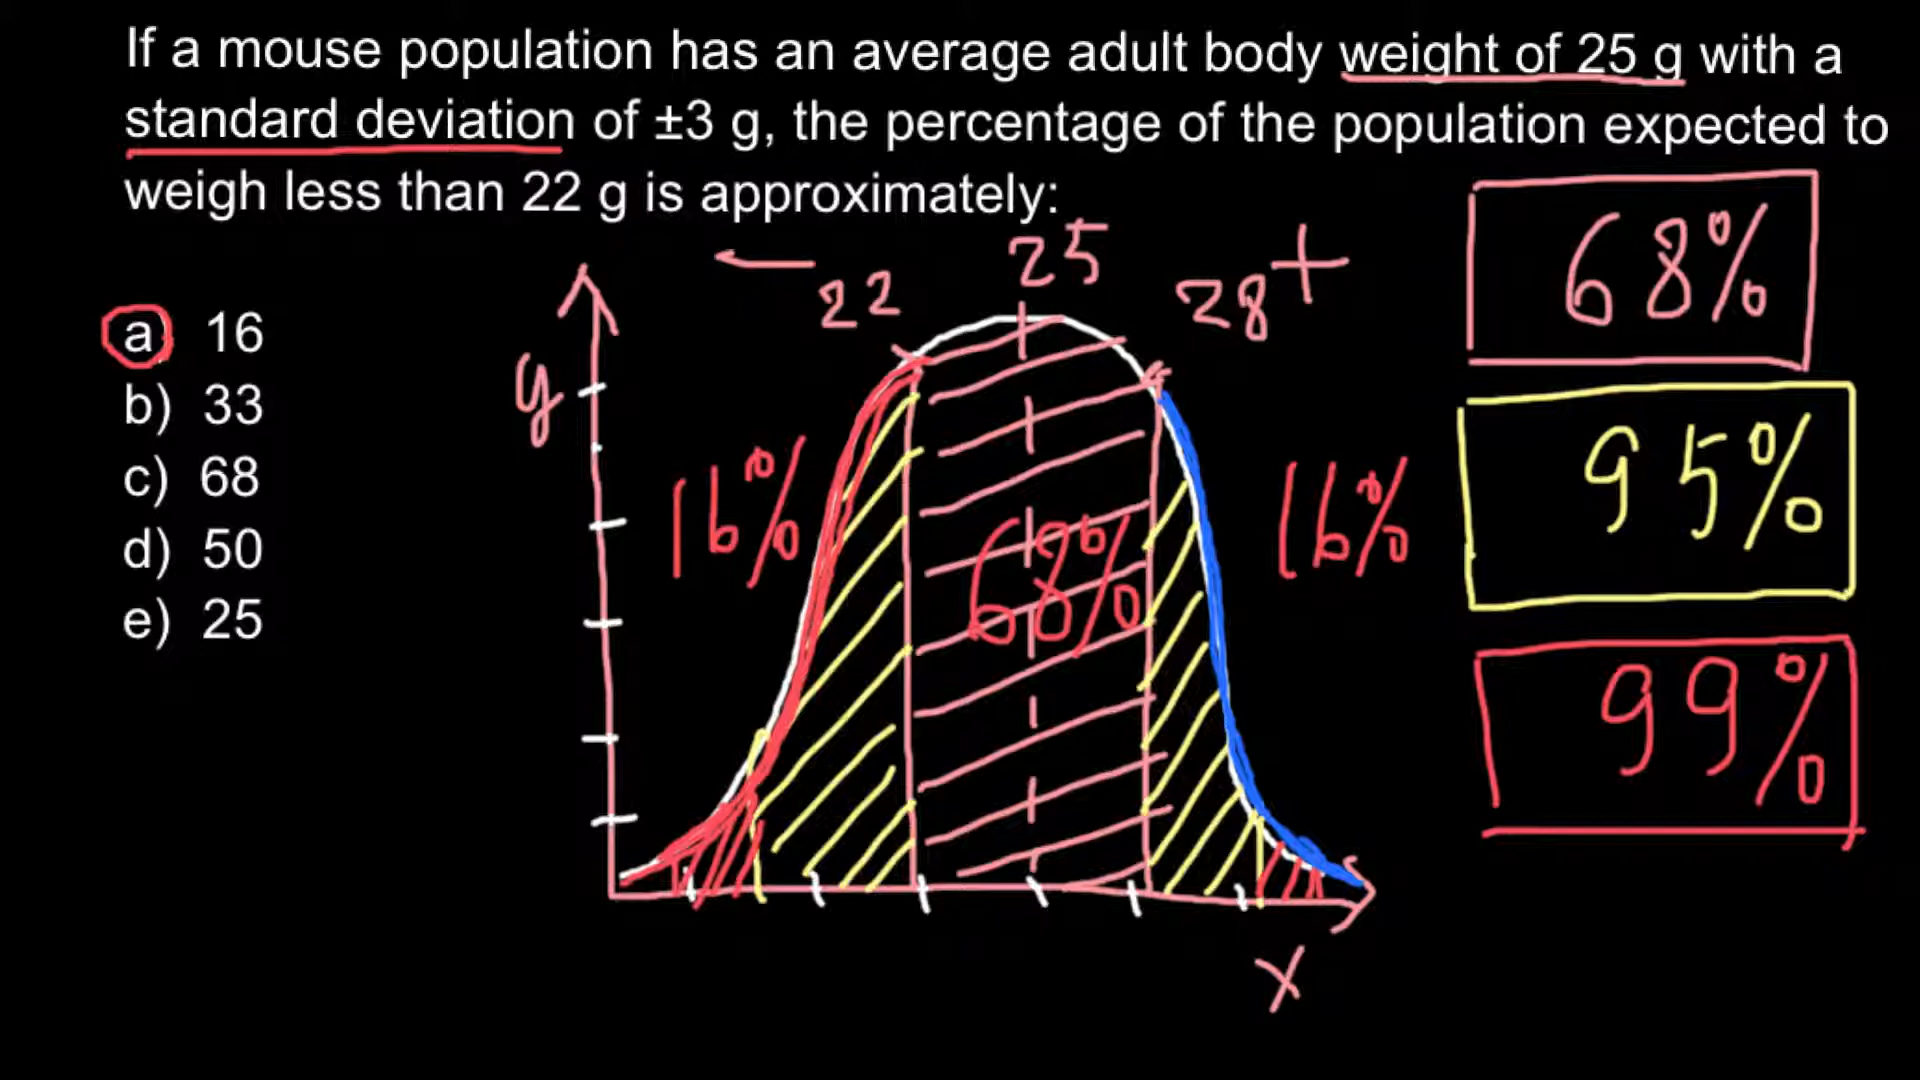 If a mouse population has an average adult body weight of 25 g with a
standard deviation of ±3 g, the percentage of the population expected to
weigh less than 22 g is approximately:
a) 16
b) 33
c) 68
d) 50
e) 25
− 22 25 28 +
y
16% 68% 16%
x
68%
95%
99%